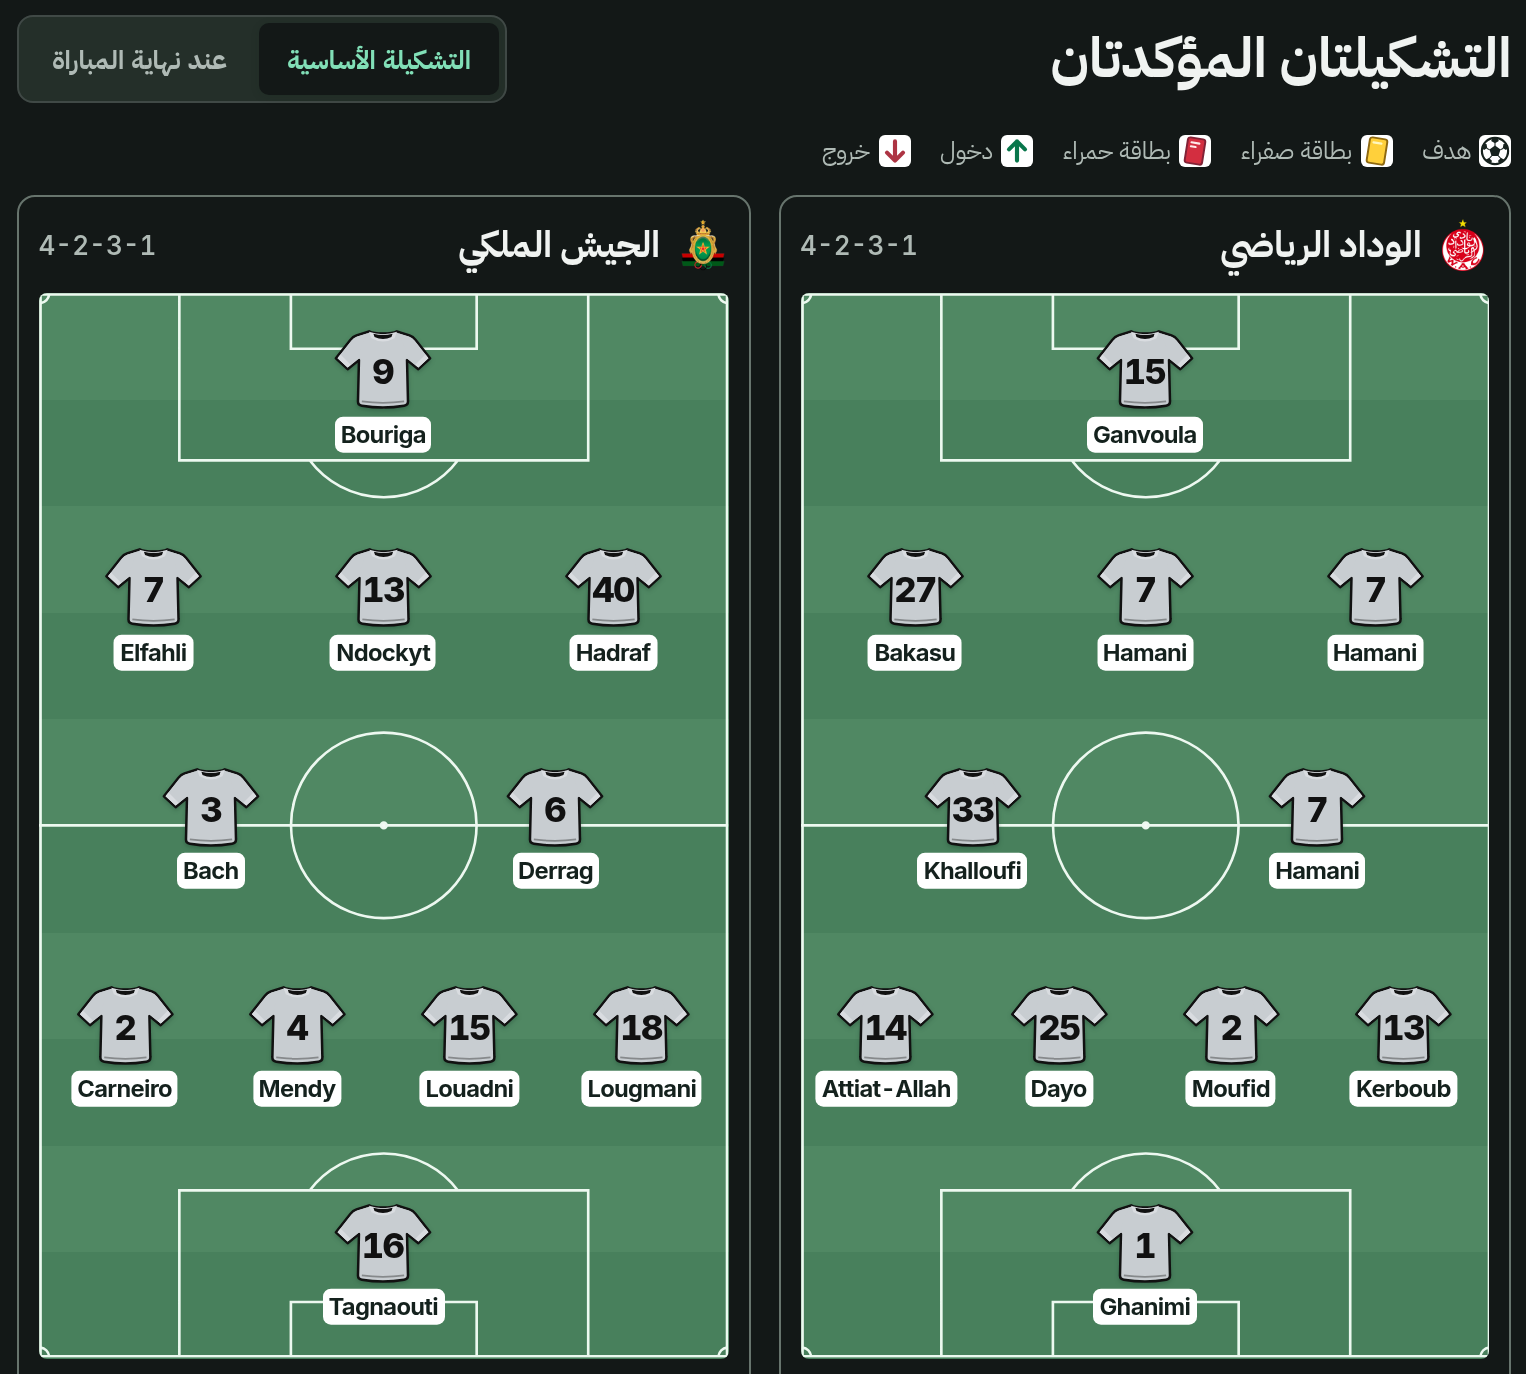 التشكيلتان المؤكدتان
التشكيلة الأساسية
عند نهاية المباراة
هدف
بطاقة صفراء
بطاقة حمراء
دخول
خروج
الوداد الرياضي
4-2-3-1
15
Ganvoula
27 7 7
Bakasu Hamani Hamani
33 7
Khalloufi Hamani
14 25 2 13
Attiat-Allah Dayo Moufid Kerboub
1
Ghanimi
الجيش الملكي
4-2-3-1
9
Bouriga
7 13 40
Elfahli Ndockyt Hadraf
3 6
Bach Derrag
2 4 15 18
Carneiro Mendy Louadni Lougmani
16
Tagnaouti